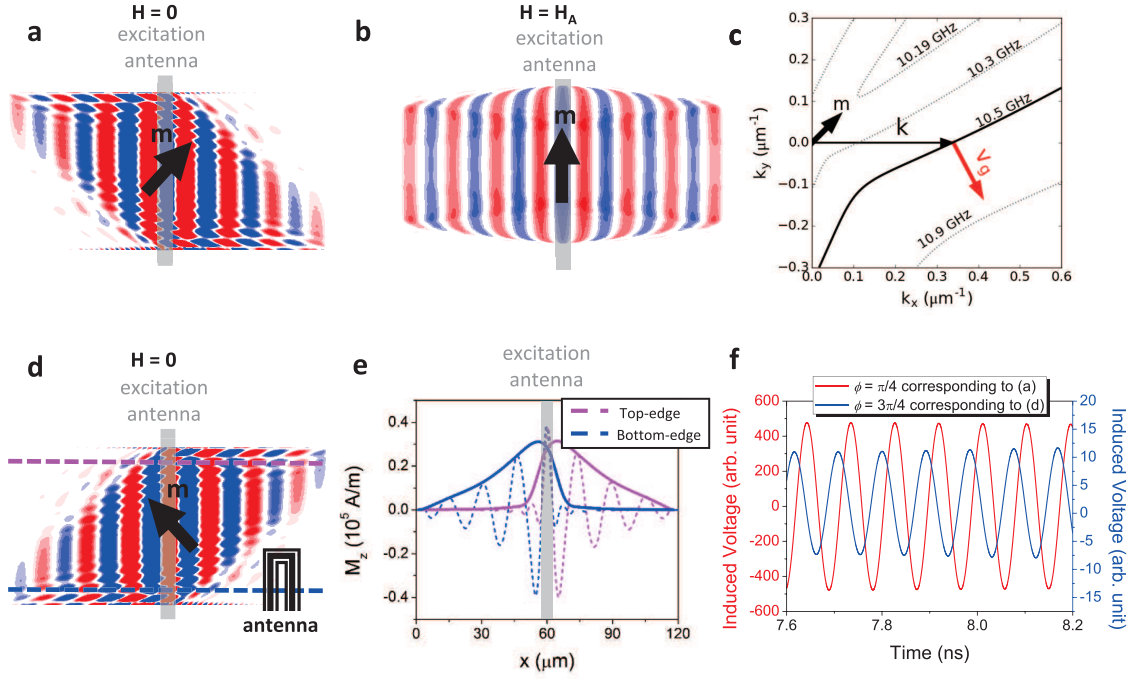 a
H = 0
excitation
antenna
m
b
H = H_A
excitation
antenna
m
c
0.3
0.2
0.1
0.0
−0.1
−0.2
−0.3
k_y (μm⁻¹)
10.19 GHz
10.3 GHz
10.5 GHz
10.9 GHz
m
k
V_g
0.0 0.1 0.2 0.3 0.4 0.5 0.6
k_x (μm⁻¹)
d
H = 0
excitation
antenna
m
antenna
e
excitation
antenna
Top-edge
Bottom-edge
0.4
0.2
0.0
-0.2
-0.4
M_z (10⁵ A/m)
0 30 60 90 120
x (μm)
f
ϕ = π/4 corresponding to (a)
ϕ = 3π/4 corresponding to (d)
600
400
200
0
-200
-400
-600
Induced Voltage (arb. unit)
20
15
10
5
0
-5
-10
-15
Induced Voltage (arb. unit)
7.6 7.8 8.0 8.2
Time (ns)